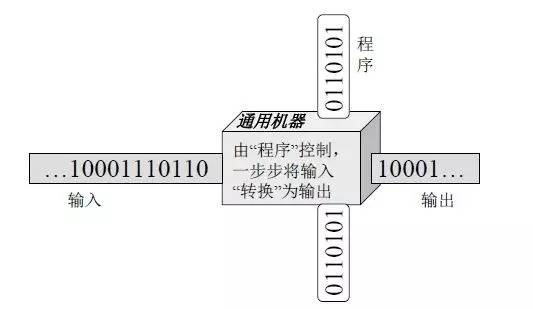 0110101
程
序
通用机器
由“程序”控制，
一步步将输入
“转换”为输出
…10001110110
10001…
输入
输出
0110101